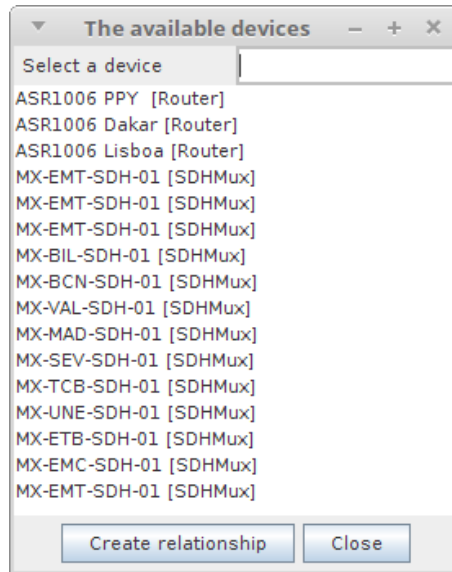 The available devices
Select a device
ASR1006 PPY  [Router]
ASR1006 Dakar [Router]
ASR1006 Lisboa [Router]
MX-EMT-SDH-01 [SDHMux]
MX-EMT-SDH-01 [SDHMux]
MX-EMT-SDH-01 [SDHMux]
MX-BIL-SDH-01 [SDHMux]
MX-BCN-SDH-01 [SDHMux]
MX-VAL-SDH-01 [SDHMux]
MX-MAD-SDH-01 [SDHMux]
MX-SEV-SDH-01 [SDHMux]
MX-TCB-SDH-01 [SDHMux]
MX-UNE-SDH-01 [SDHMux]
MX-ETB-SDH-01 [SDHMux]
MX-EMC-SDH-01 [SDHMux]
MX-EMT-SDH-01 [SDHMux]
Create relationship Close